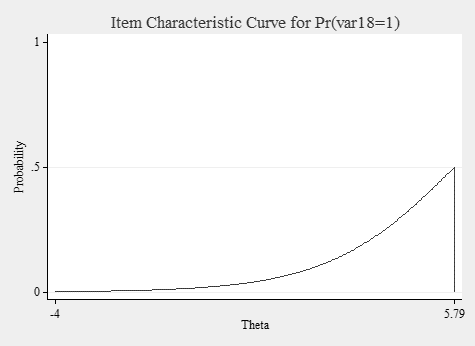 Item Characteristic Curve for Pr(var18=1)
1
.5
0
Probability
-4
5.79
Theta